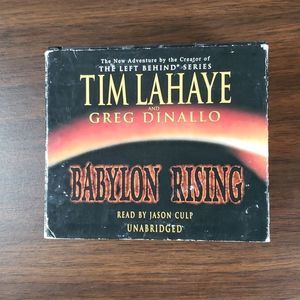 The New Adventure by the Creator of
THE LEFT BEHIND® SERIES
TIM LAHAYE
AND
GREG DINALLO
BABYLON RISING
READ BY JASON CULP
UNABRIDGED